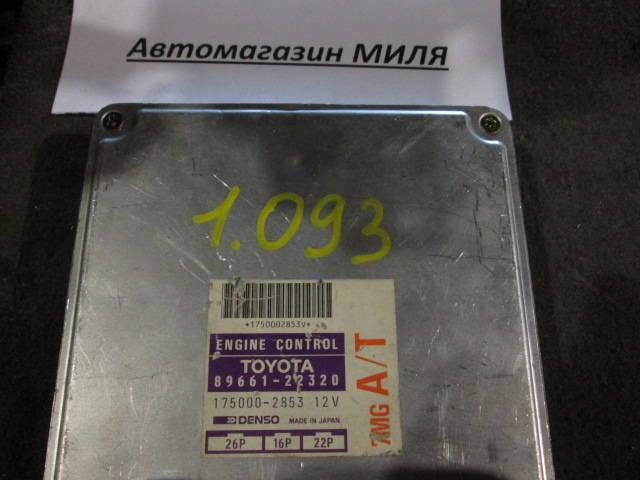 Автомагазин МИЛЯ
1.093
*1750002853V*
ENGINE CONTROL
TOYOTA
89661-22320
175000-2853 12V
DENSO MADE IN JAPAN
26P 16P 22P
7MG A/T